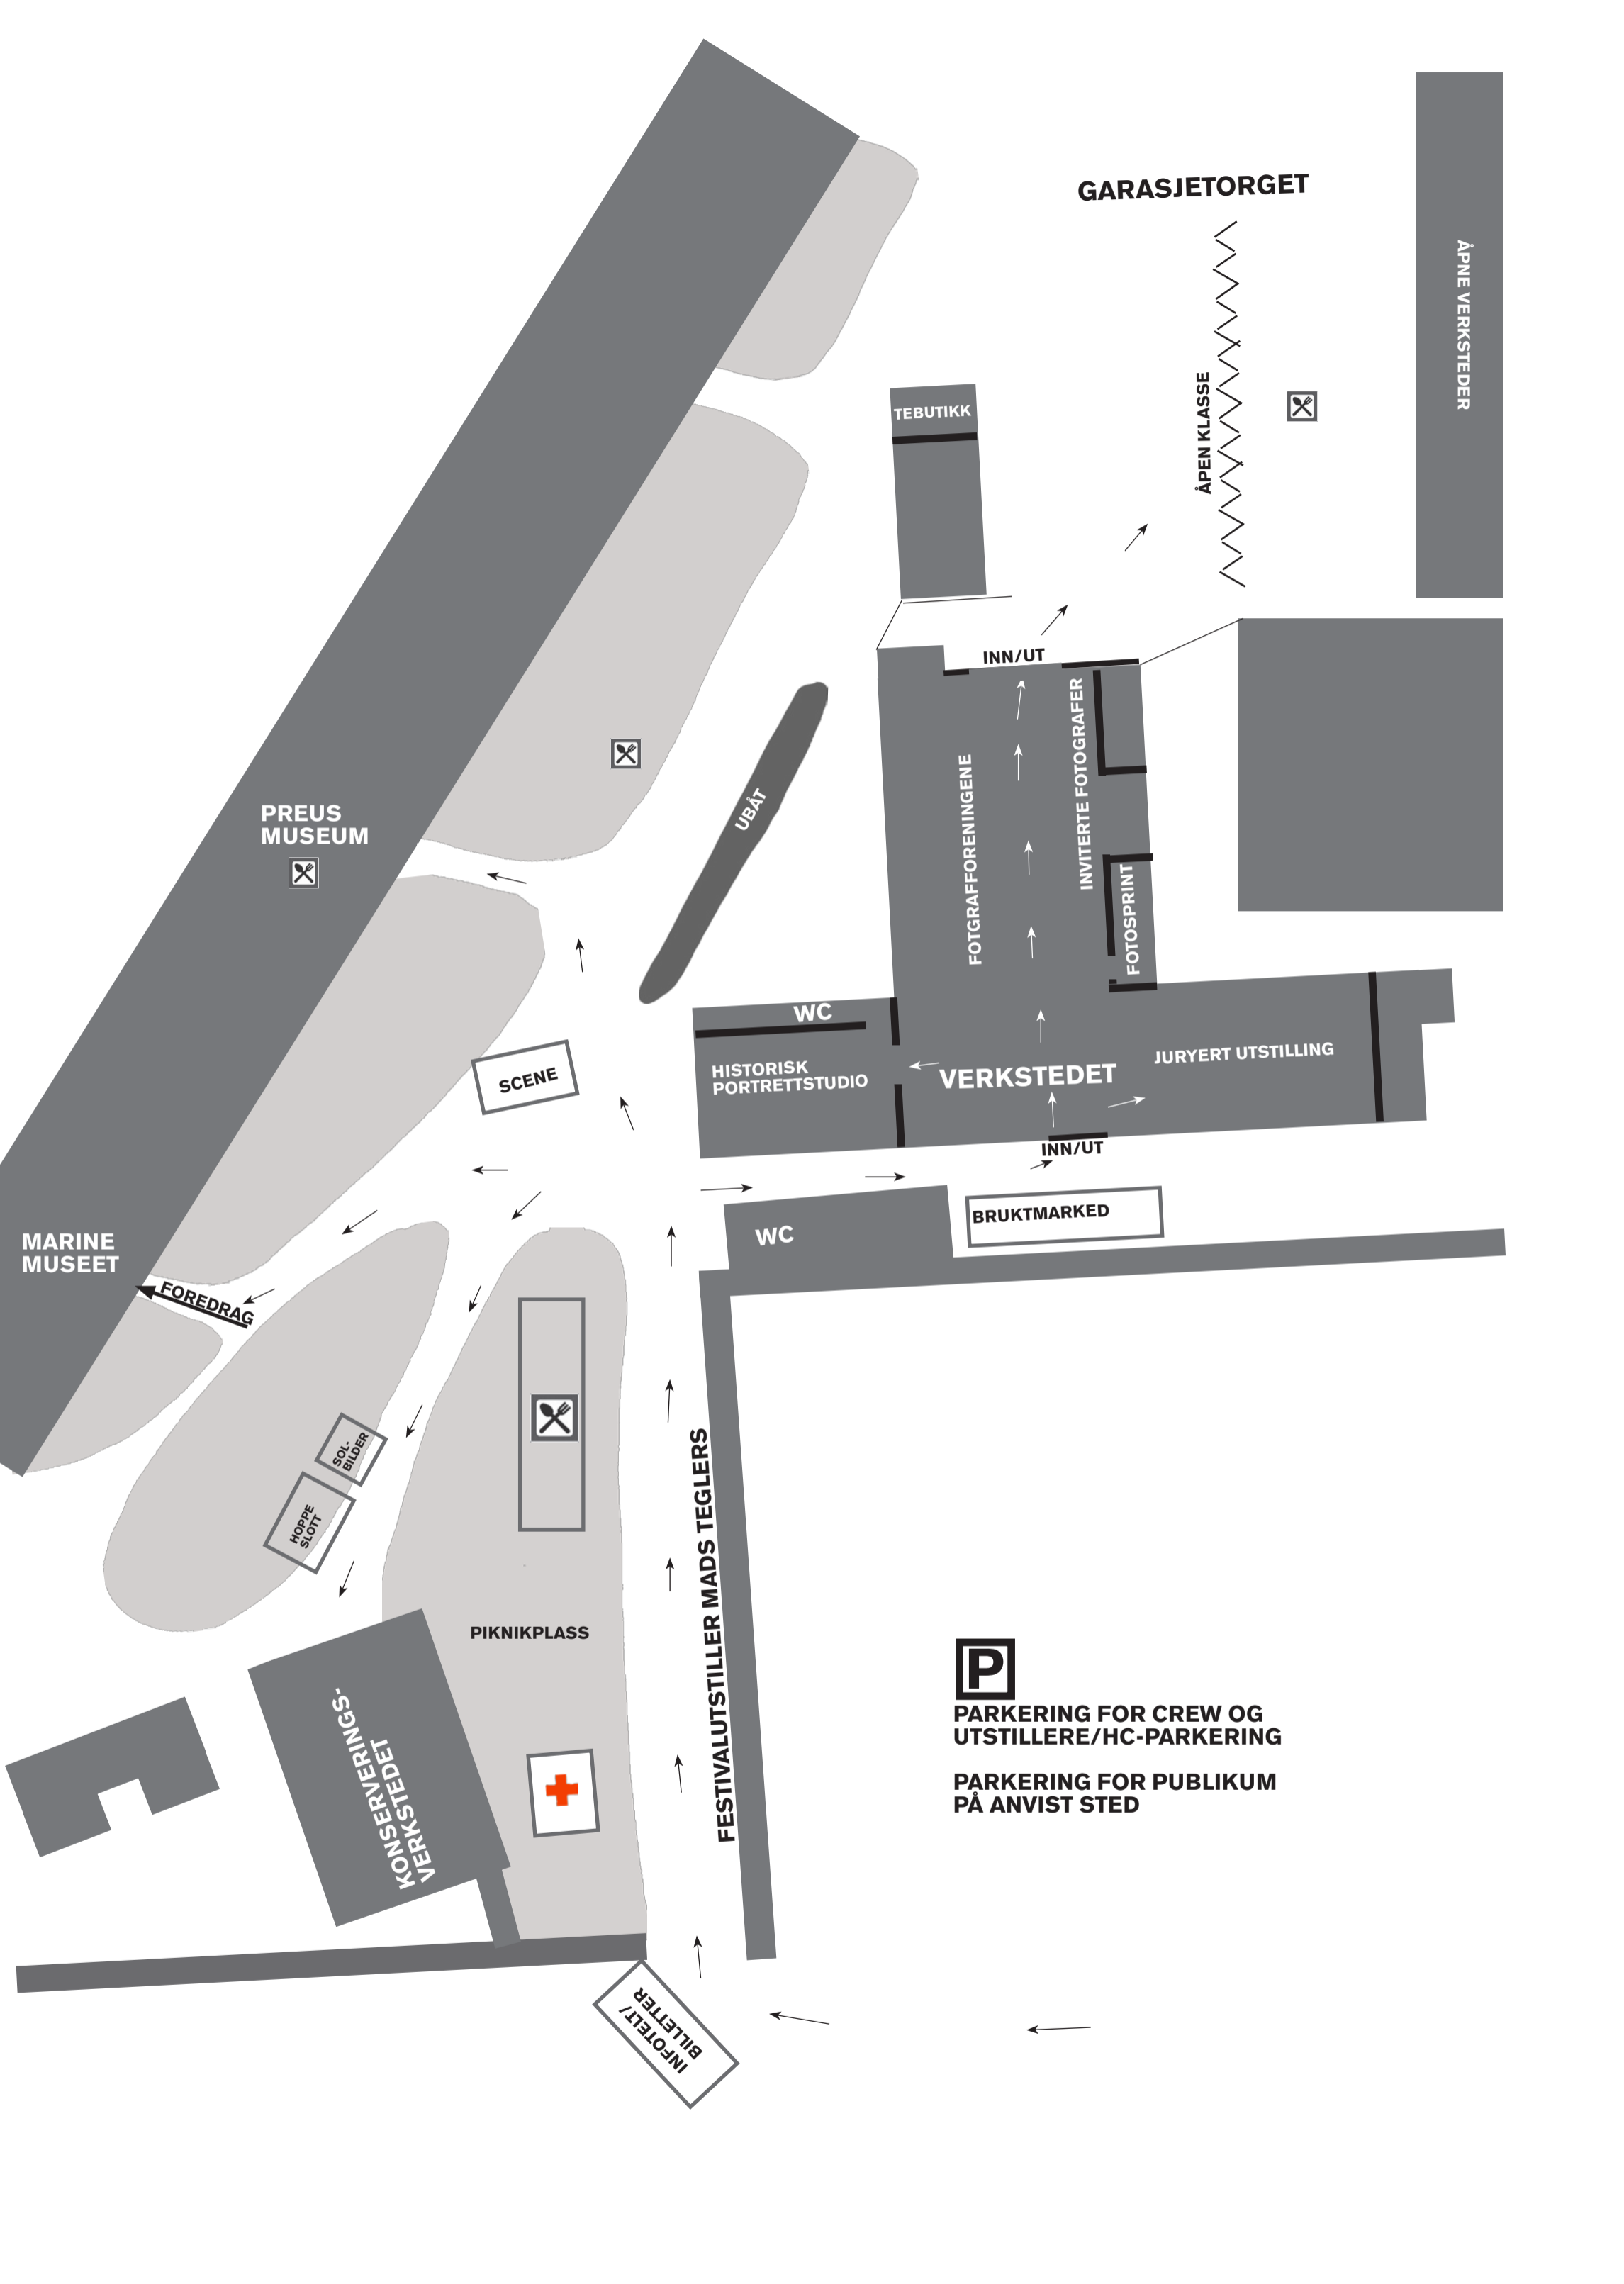 GARASJETORGET
ÅPNE VERKSTEDER
ÅPEN KLASSE
TEBUTIKK
INN/UT
INVITERTE FOTOGRAFER
FOTGRAFFORENINGENE
FOTOSPRINT
UBÅT
PREUS
MUSEUM
WC
HISTORISK
PORTRETTSTUDIO
VERKSTEDET
JURYERT UTSTILLING
INN/UT
SCENE
BRUKTMARKED
WC
MARINE
MUSEET
FOREDRAG
SOL-
BILDER
HOPPE
SLOTT
PIKNIKPLASS
FESTIVALUTSTILLER MADS TEGLERS
KONSERVERINGS-
VERKSTEDET
P
PARKERING FOR CREW OG
UTSTILLERE/HC-PARKERING
PARKERING FOR PUBLIKUM
PÅ ANVIST STED
INFOTELT/
BILLETTER